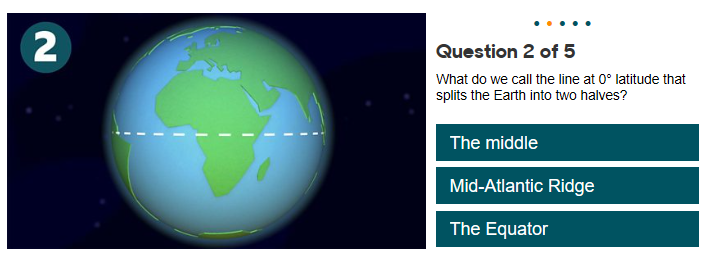 2
Question 2 of 5
What do we call the line at 0° latitude that
splits the Earth into two halves?
The middle
Mid-Atlantic Ridge
The Equator